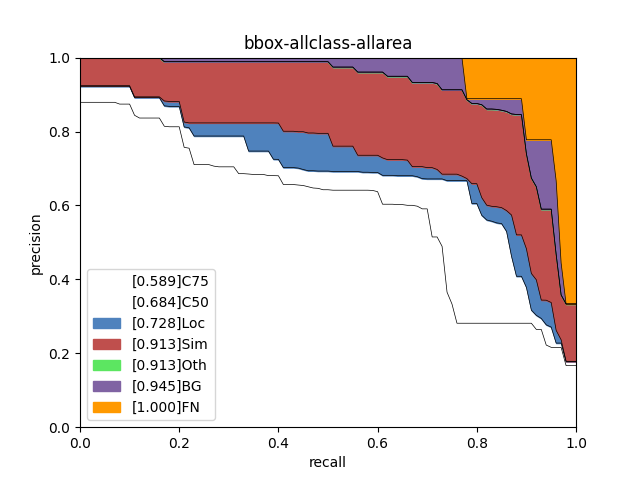 bbox-allclass-allarea
1.0
0.8
0.6
0.4
0.2
0.0
precision
[0.589]C75
[0.684]C50
[0.728]Loc
[0.913]Sim
[0.913]Oth
[0.945]BG
[1.000]FN
0.0 0.2 0.4 0.6 0.8 1.0
recall